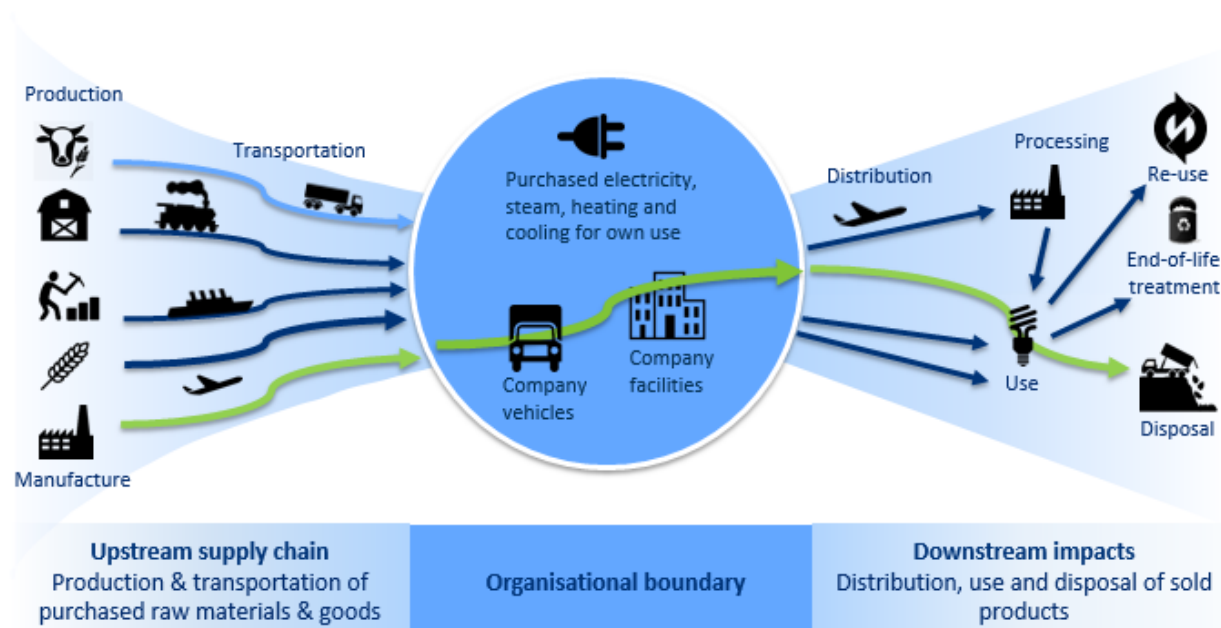 Production
Transportation
Manufacture
Purchased electricity,
steam, heating and
cooling for own use
Company
vehicles
Company
facilities
Distribution
Processing
Re-use
End-of-life
treatment
Use
Disposal
Upstream supply chain
Production & transportation of
purchased raw materials & goods
Organisational boundary
Downstream impacts
Distribution, use and disposal of sold
products